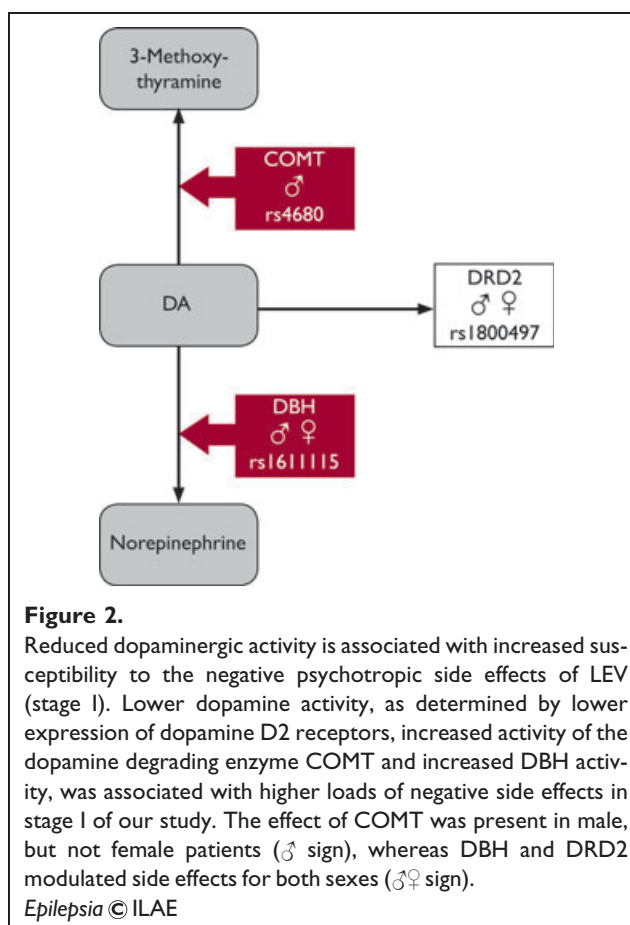 3-Methoxy-
thyramine
COMT
♂
rs4680
DA
DRD2
♂ ♀
rs1800497
DBH
♂ ♀
rs1611115
Norepinephrine
Figure 2.
Reduced dopaminergic activity is associated with increased sus-
ceptibility to the negative psychotropic side effects of LEV
(stage I). Lower dopamine activity, as determined by lower
expression of dopamine D2 receptors, increased activity of the
dopamine degrading enzyme COMT and increased DBH activ-
ity, was associated with higher loads of negative side effects in
stage I of our study. The effect of COMT was present in male,
but not female patients (♂ sign), whereas DBH and DRD2
modulated side effects for both sexes (♂♀ sign).
Epilepsia © ILAE